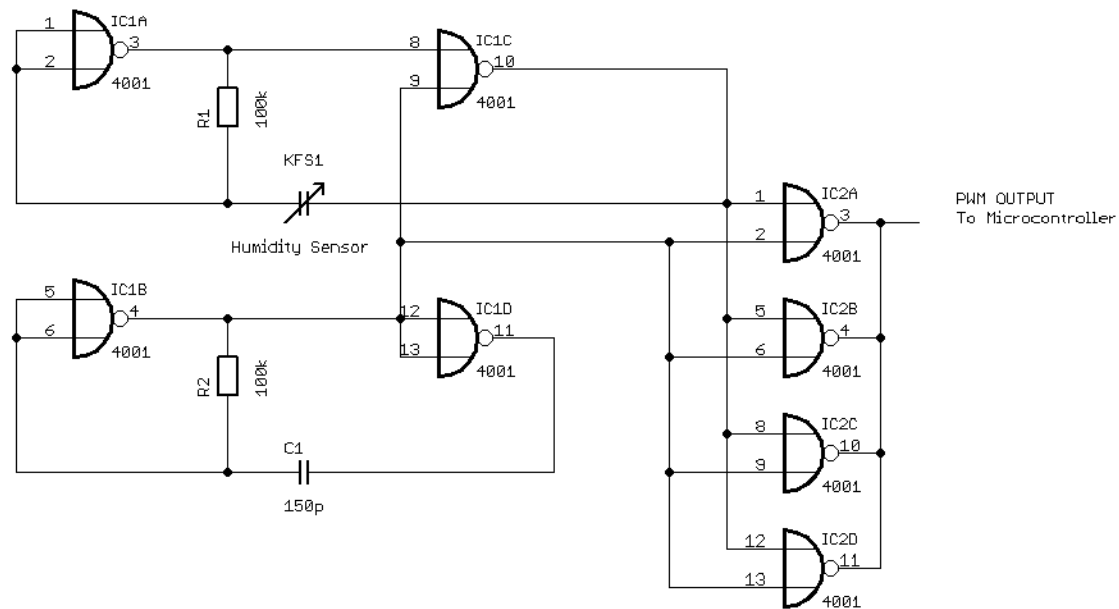 IC1A
1
3
2
4001
R1
100k
IC1C
8
10
9
4001
KFS1
Humidity Sensor
IC2A
1
3
2
4001
PWM OUTPUT
To Microcontroller
IC1B
5
4
6
4001
R2
100k
IC1D
12
11
13
4001
C1
150p
IC2B
5
4
6
4001
IC2C
8
10
9
4001
IC2D
12
11
13
4001